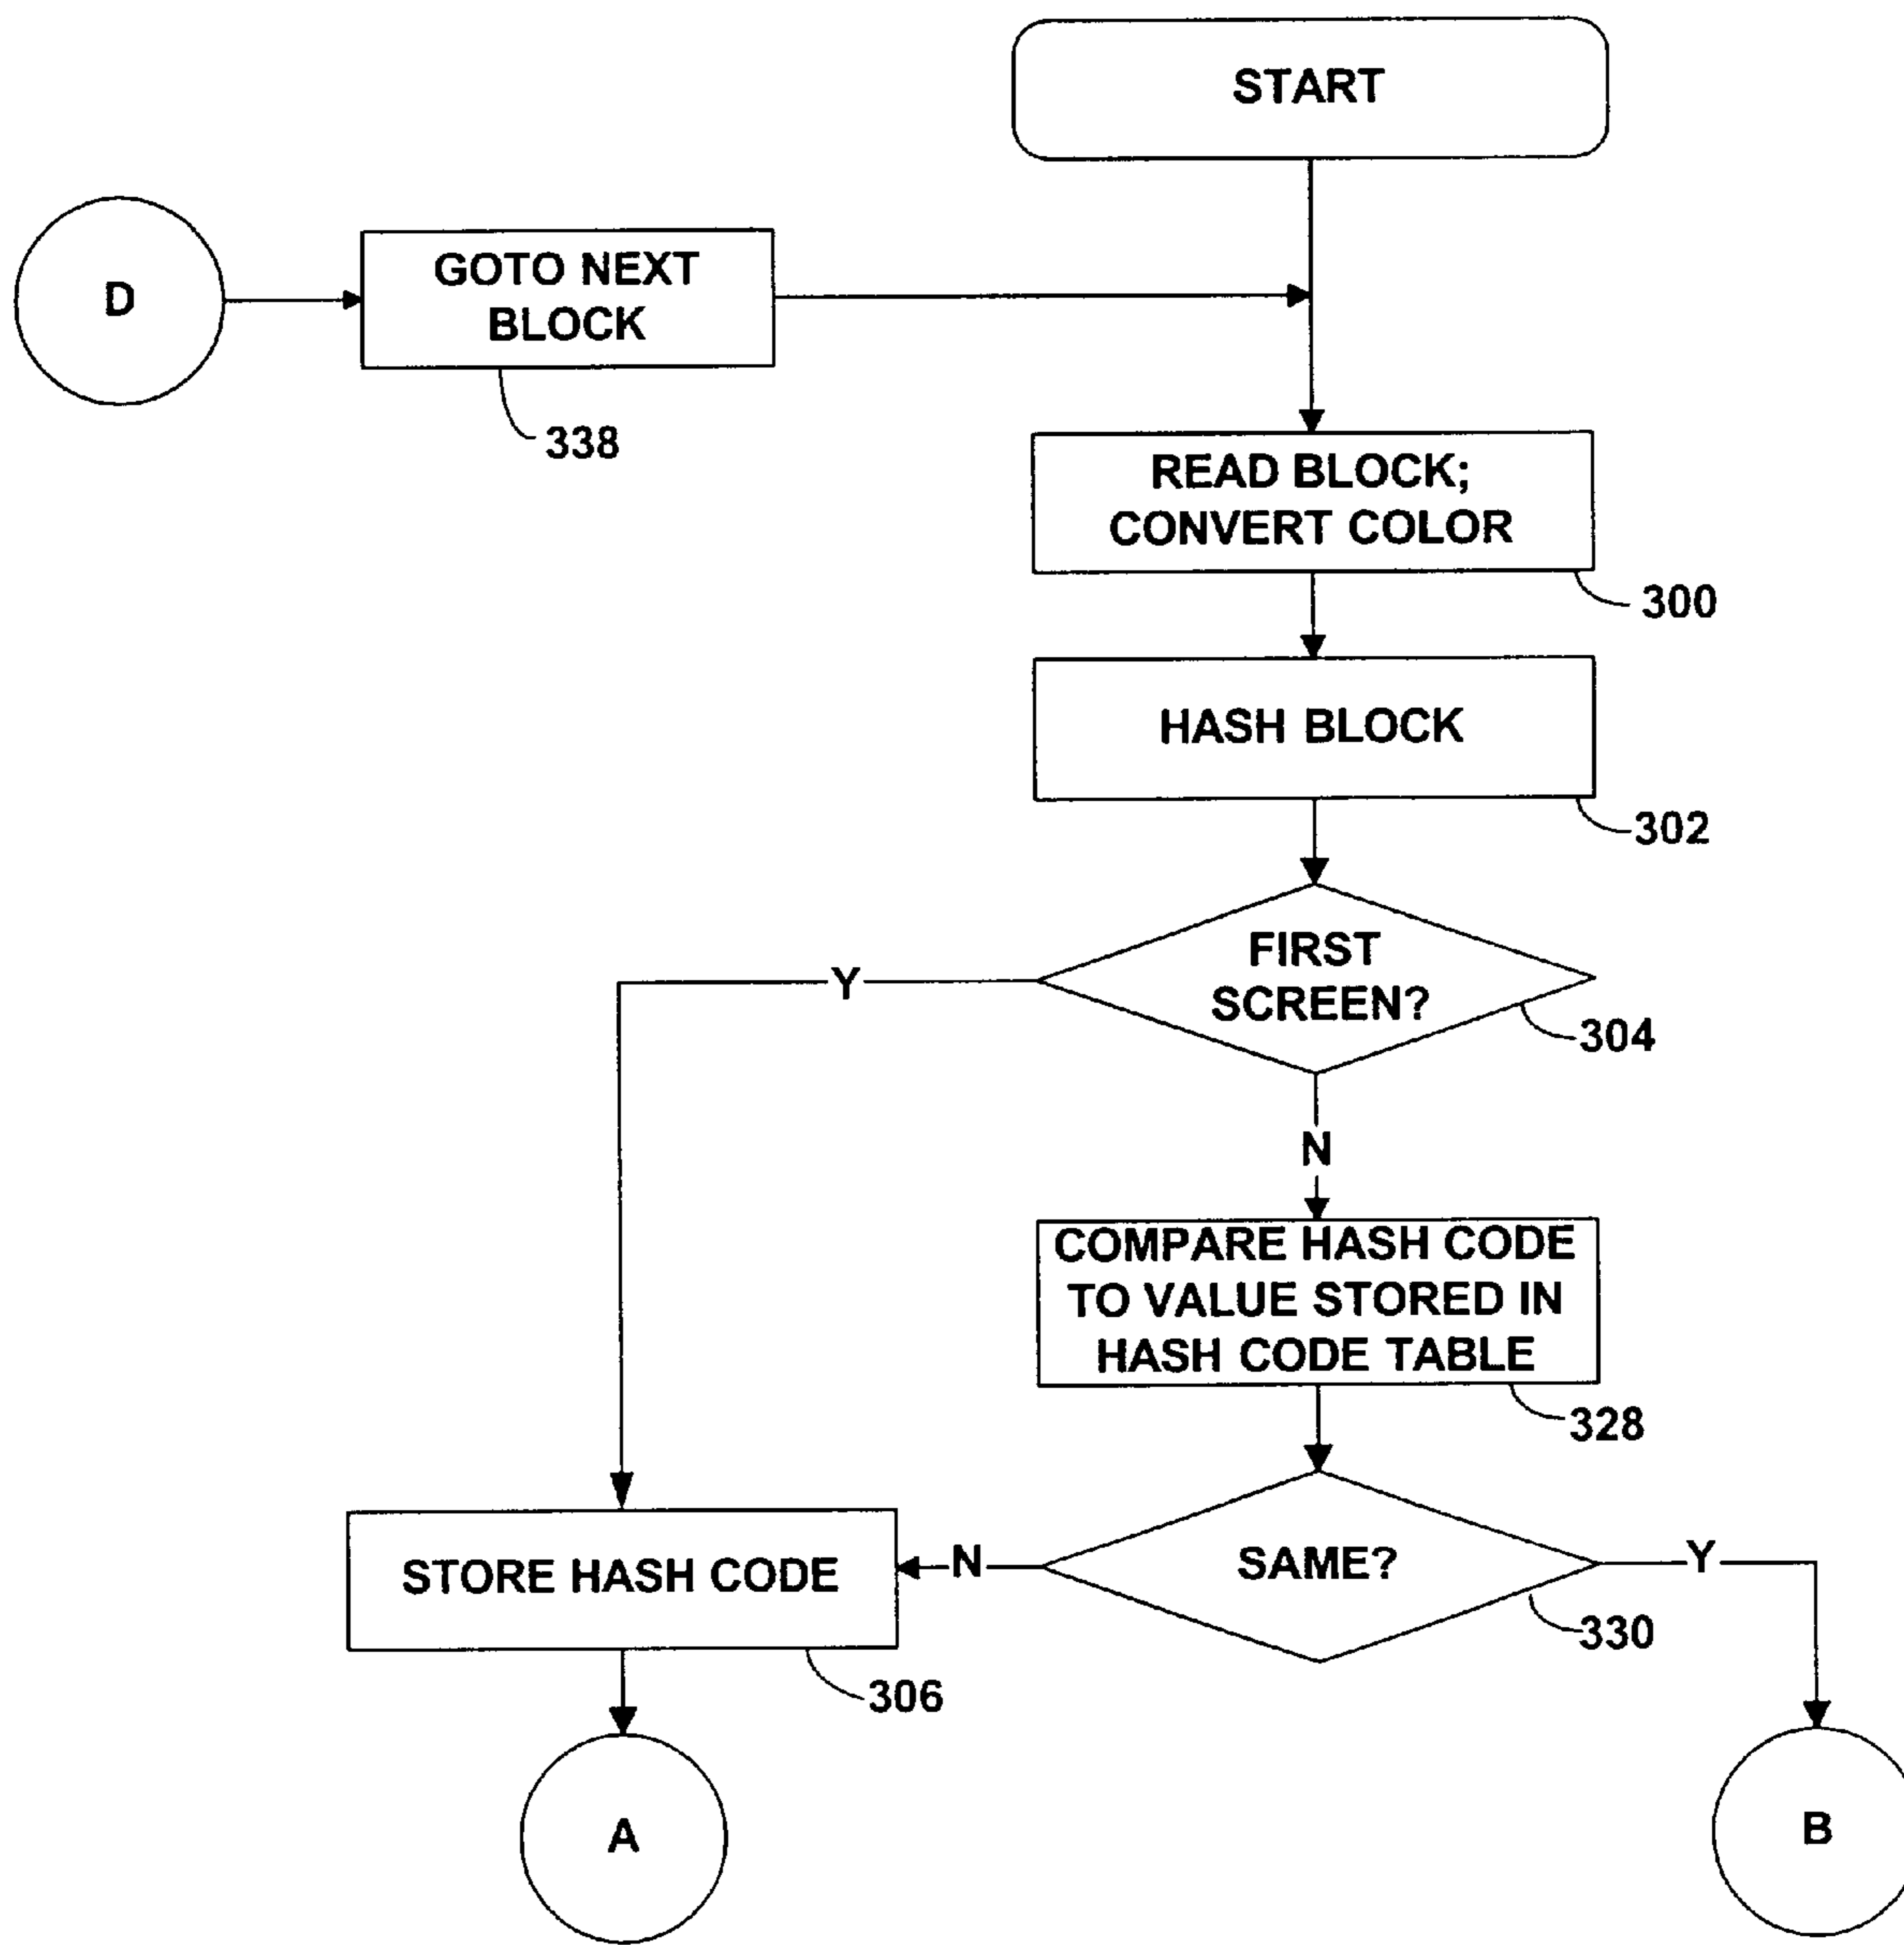 START
D
GOTO NEXT
BLOCK
338
READ BLOCK;
CONVERT COLOR
300
HASH BLOCK
302
FIRST
SCREEN?
Y
304
N
COMPARE HASH CODE
TO VALUE STORED IN
HASH CODE TABLE
328
STORE HASH CODE
N
SAME?
Y
330
306
A
B